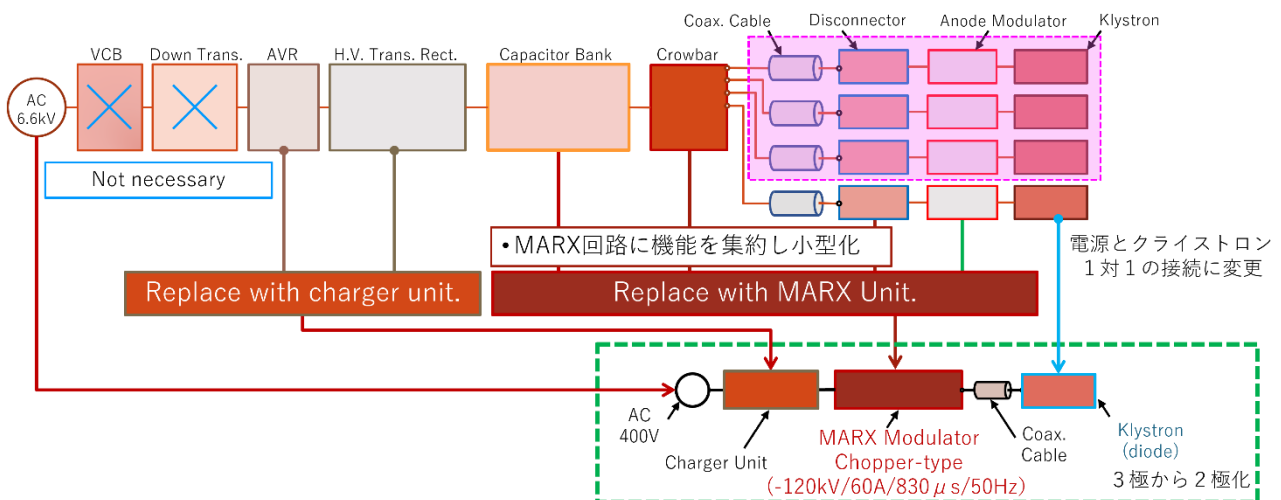 Coax. Cable
Disconnector
Anode Modulator
Klystron
VCB
Down Trans.
AVR
H.V. Trans. Rect.
Capacitor Bank
Crowbar
AC
6.6kV
Not necessary
•MARX回路に機能を集約し小型化
電源とクライストロン
１対１の接続に変更
Replace with charger unit.
Replace with MARX Unit.
AC
400V
Charger Unit
MARX Modulator
Chopper-type
(-120kV/60A/830μs/50Hz)
Coax.
Cable
Klystron
(diode)
３極から２極化